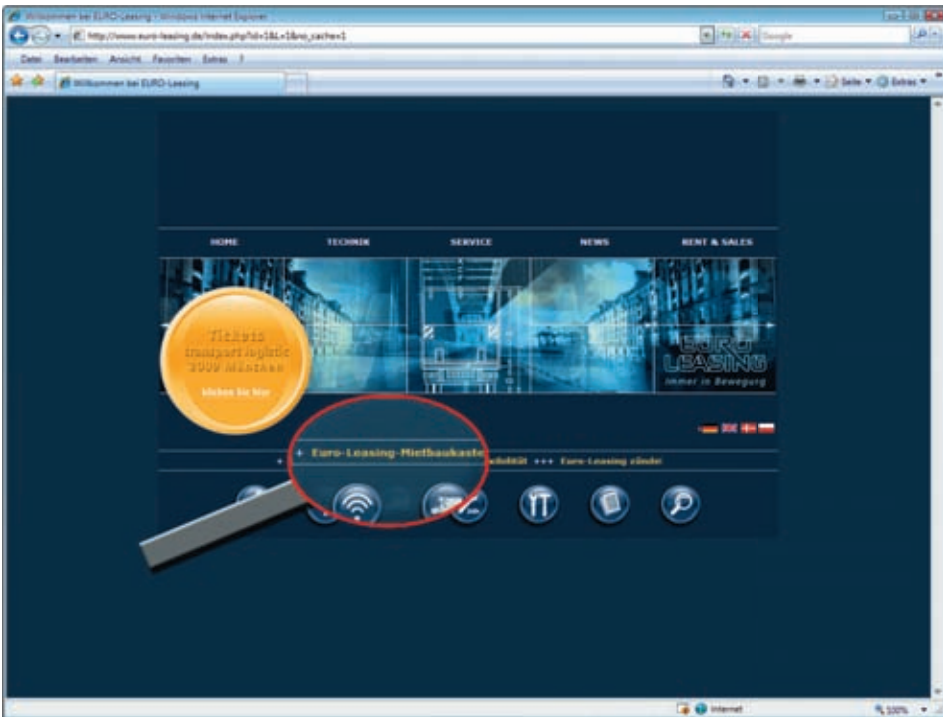 Willkommen bei EURO-Leasing - Windows Internet Explorer
http://www.euro-leasing.de/index.php?id=1&L=1&no_cache=1
Google
Datei Bearbeiten Ansicht Favoriten Extras ?
Willkommen bei EURO-Leasing
Seite Extras
HOME TECHNIK SERVICE NEWS RENT & SALES
Tickets
transport logistic
2009 München
klicken Sie hier
EURO
LEASING
immer in Bewegung
+ Euro-Leasing-Mietbaukaste
+++ Euro-Leasing zündet
Internet 100%